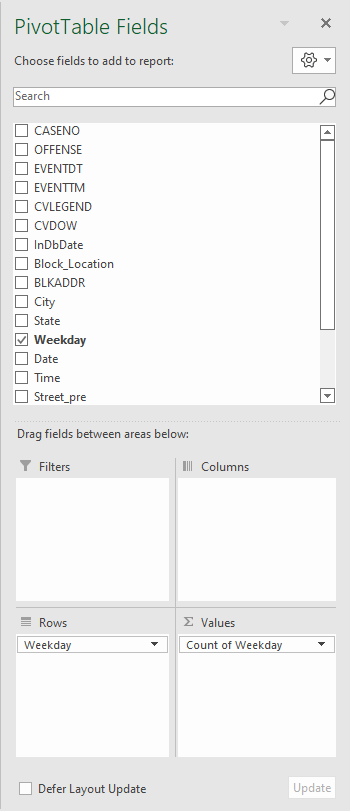 PivotTable Fields
Choose fields to add to report:
Search
CASENO
OFFENSE
EVENTDT
EVENTTM
CVLEGEND
CVDOW
InDbDate
Block_Location
BLKADDR
City
State
Weekday
Date
Time
Street_pre
Drag fields between areas below:
Filters
Columns
Rows
Σ Values
Weekday
Count of Weekday
Defer Layout Update
Update